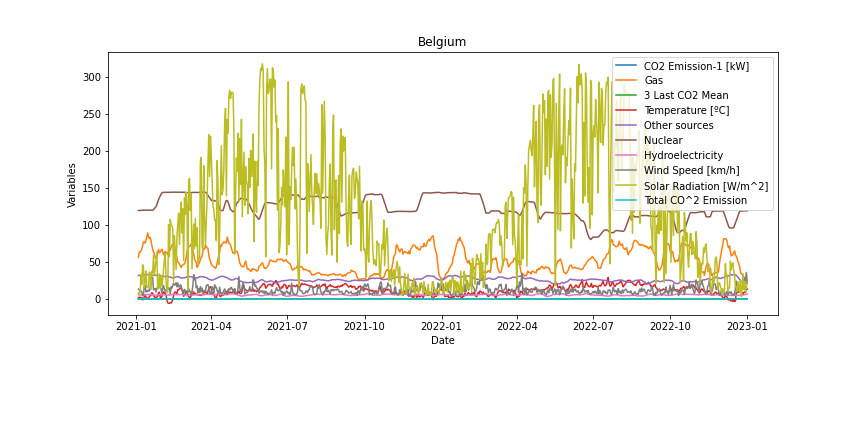 Belgium
CO2 Emission-1 [kW]
Gas
3 Last CO2 Mean
Temperature [ºC]
Other sources
Nuclear
Hydroelectricity
Wind Speed [km/h]
Solar Radiation [W/m^2]
Total CO^2 Emission
Variables
300
250
200
150
100
50
0
2021-01 2021-04 2021-07 2021-10 2022-01 2022-04 2022-07 2022-10 2023-01
Date